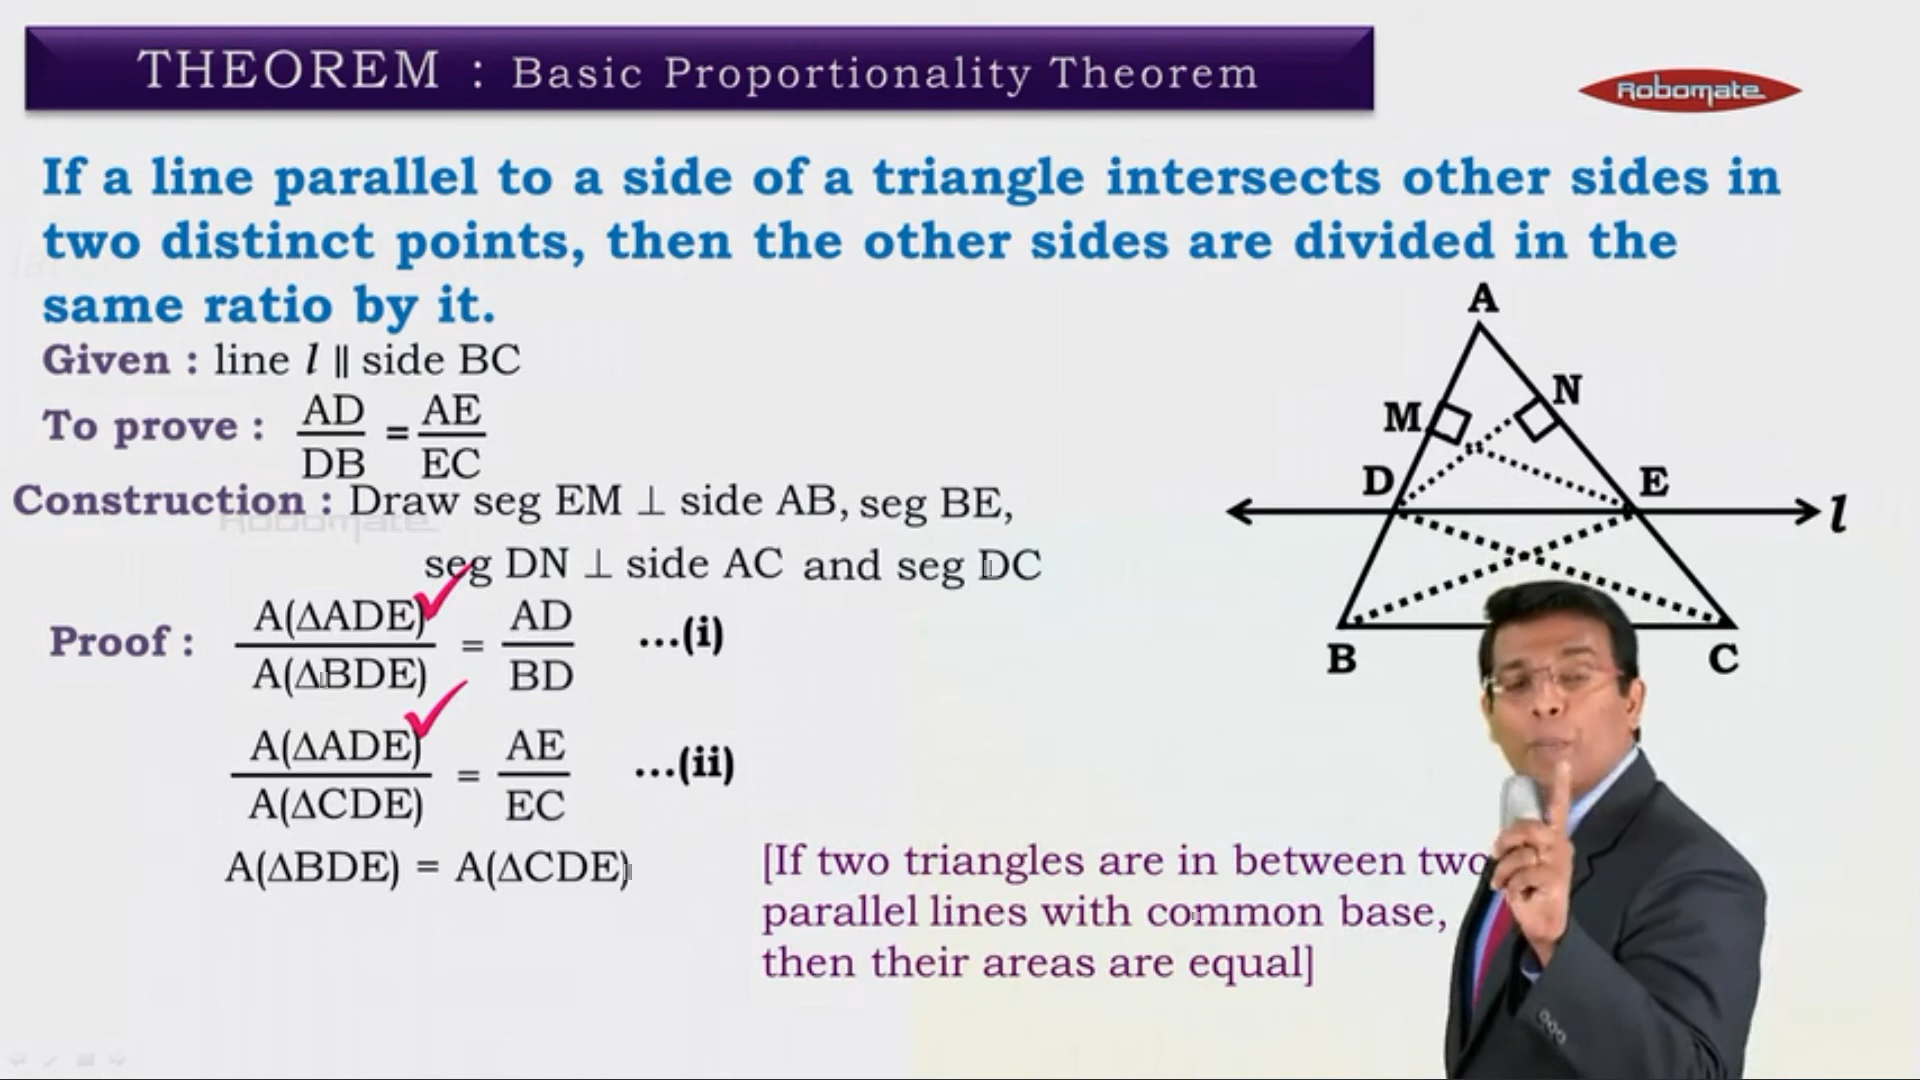 THEOREM : Basic Proportionality Theorem
Robomate
If a line parallel to a side of a triangle intersects other sides in
two distinct points, then the other sides are divided in the
same ratio by it.
Given : line l || side BC
To prove : AD/DB = AE/EC
Construction : Draw seg EM ⊥ side AB, seg BE,
seg DN ⊥ side AC and seg DC
Proof : A(ΔADE)/A(ΔBDE) = AD/BD ...(i)
A(ΔADE)/A(ΔCDE) = AE/EC ...(ii)
A(ΔBDE) = A(ΔCDE)
[If two triangles are in between two
parallel lines with common base,
then their areas are equal]
A
N
M
D
E
l
B
C
Robomate